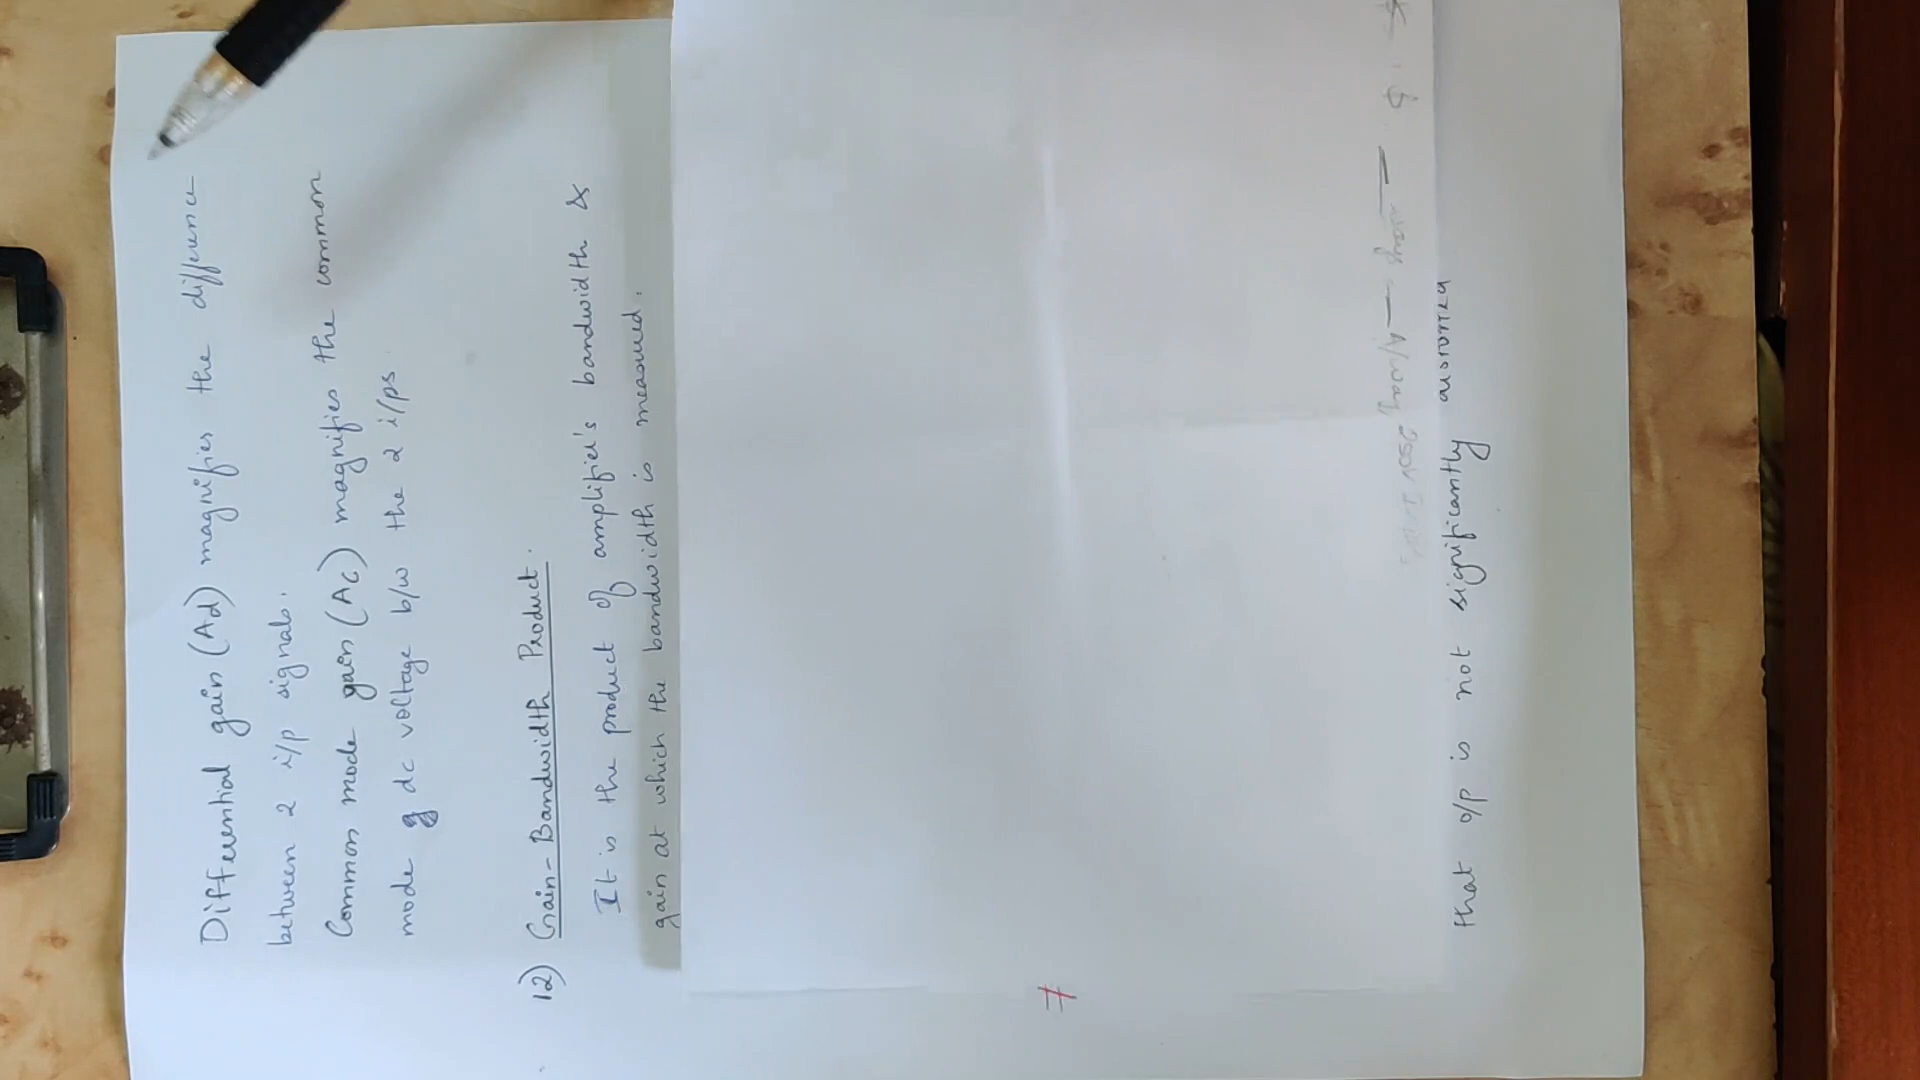 Differential gain (Ad) magnifies the difference
between 2 i/p signals.
Common mode gain (Ac) magnifies the common
mode g dc voltage b/w the 2 i/ps
12) Gain-Bandwidth Product.
It is the product of amplifier's bandwidth &
gain at which the bandwidth is measured.
that o/p is not significantly